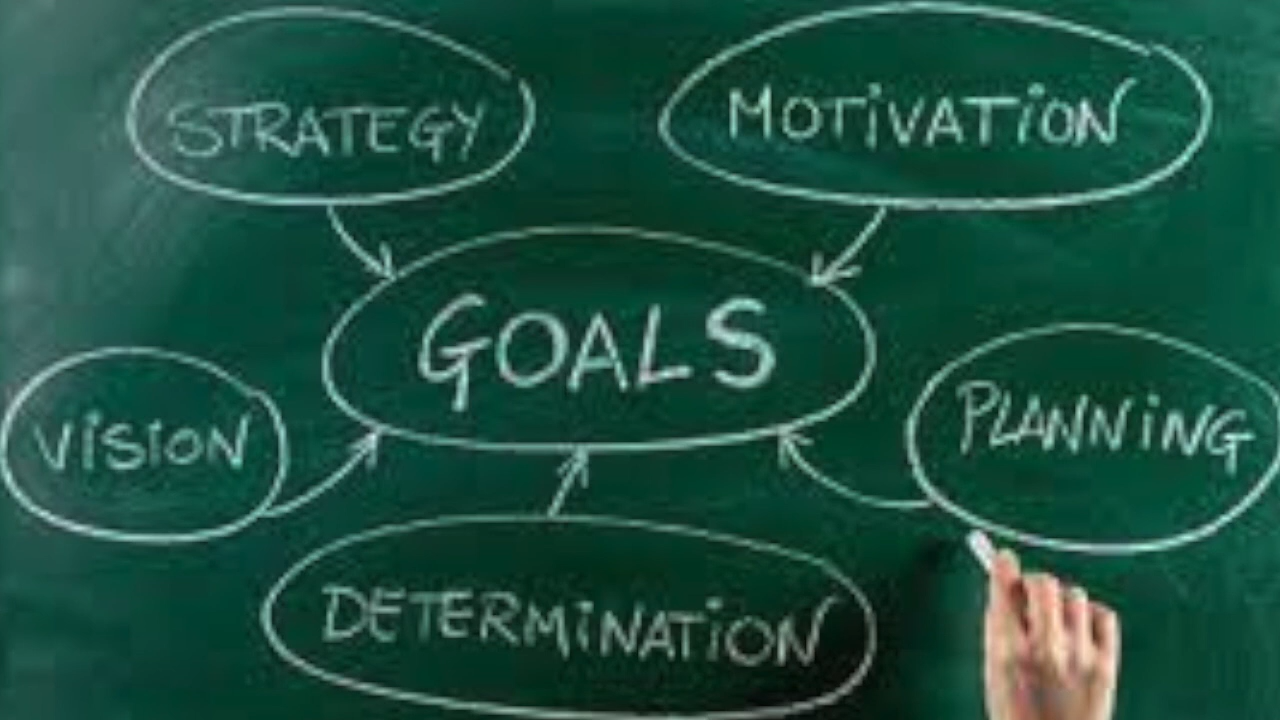 STRATEGY
MOTiVATiON
GOALS
ViSiON
PLANNiNG
DETERMiNATiON